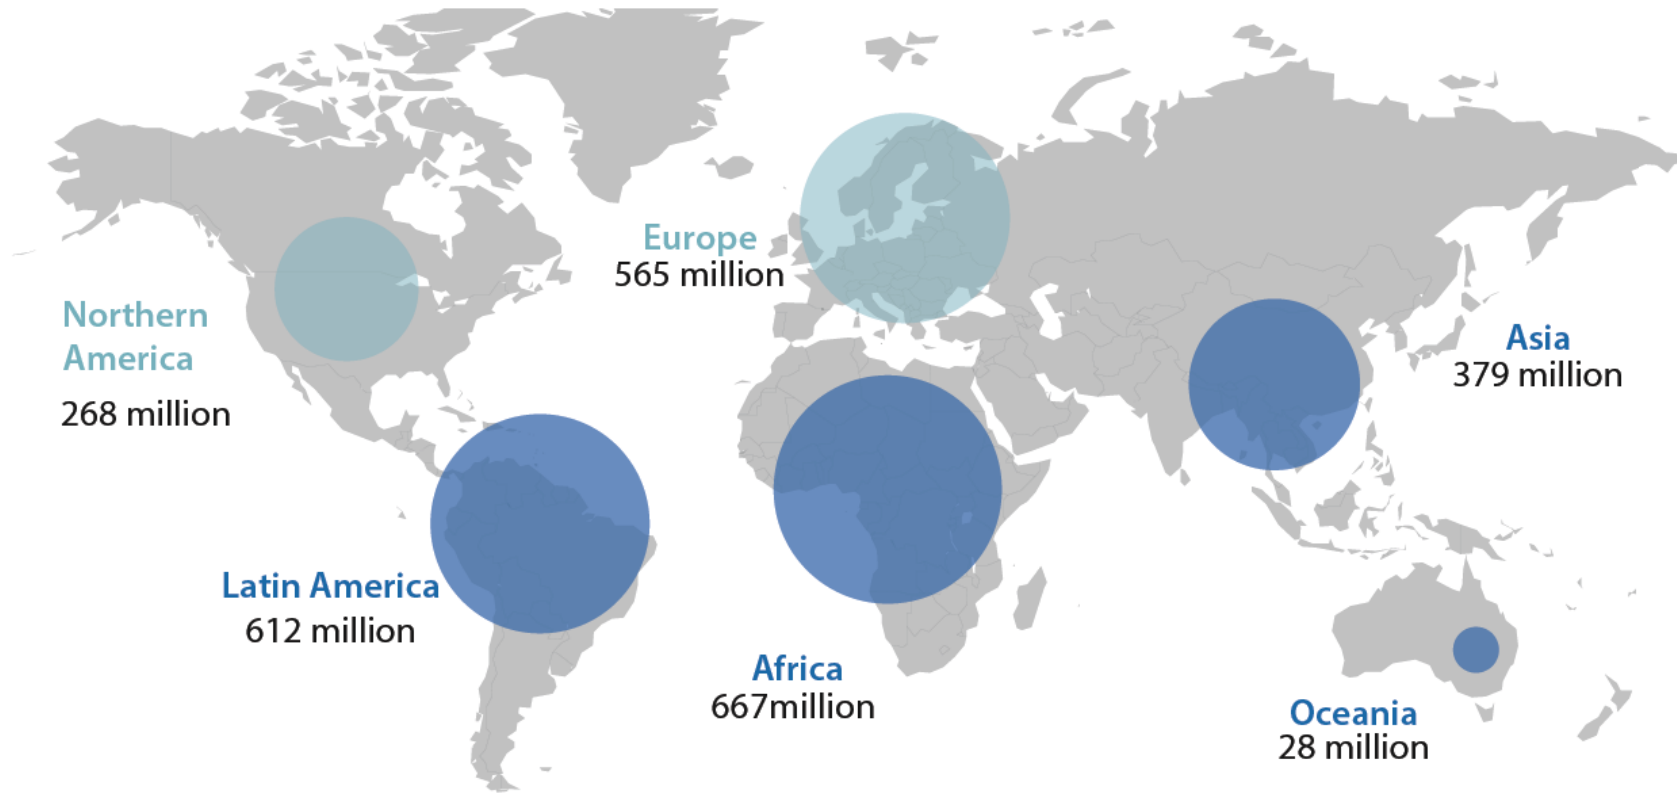 Northern
America
268 million
Europe
565 million
Asia
379 million
Latin America
612 million
Africa
667million
Oceania
28 million